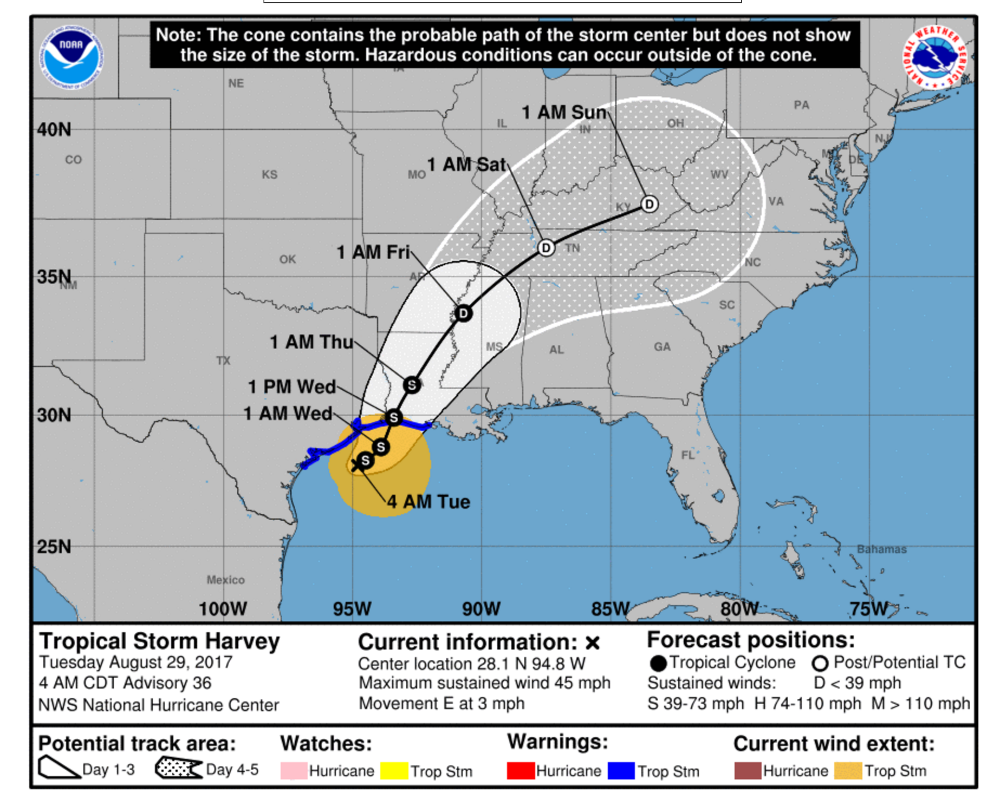 Note: The cone contains the probable path of the storm center but does not show
the size of the storm. Hazardous conditions can occur outside of the cone.
NOAA
NATIONAL OCEANIC AND ATMOSPHERIC ADMINISTRATION
U.S. DEPARTMENT OF COMMERCE
NATIONAL WEATHER SERVICE
IA
NE
PA
1 AM Sun
IL
IN
OH
40N
NJ
MD
DE
CO
1 AM Sat
KS
MO
WV
VA
KY
D
1 AM Fri
D
TN
OK
NC
35N
NM
AR
SC
D
1 AM Thu
MS
AL
GA
TX
1 PM Wed
S
30N
1 AM Wed
S
S
S
FL
4 AM Tue
25N
Bahamas
Mexico
100W
95W
90W
85W
80W
75W
Tropical Storm Harvey
Tuesday August 29, 2017
4 AM CDT Advisory 36
NWS National Hurricane Center
Current information: ×
Center location 28.1 N 94.8 W
Maximum sustained wind 45 mph
Movement E at 3 mph
Forecast positions:
Tropical Cyclone Post/Potential TC
Sustained winds: D < 39 mph
S 39-73 mph H 74-110 mph M > 110 mph
Potential track area:
Day 1-3 Day 4-5
Watches:
Hurricane Trop Stm
Warnings:
Hurricane Trop Stm
Current wind extent:
Hurricane Trop Stm